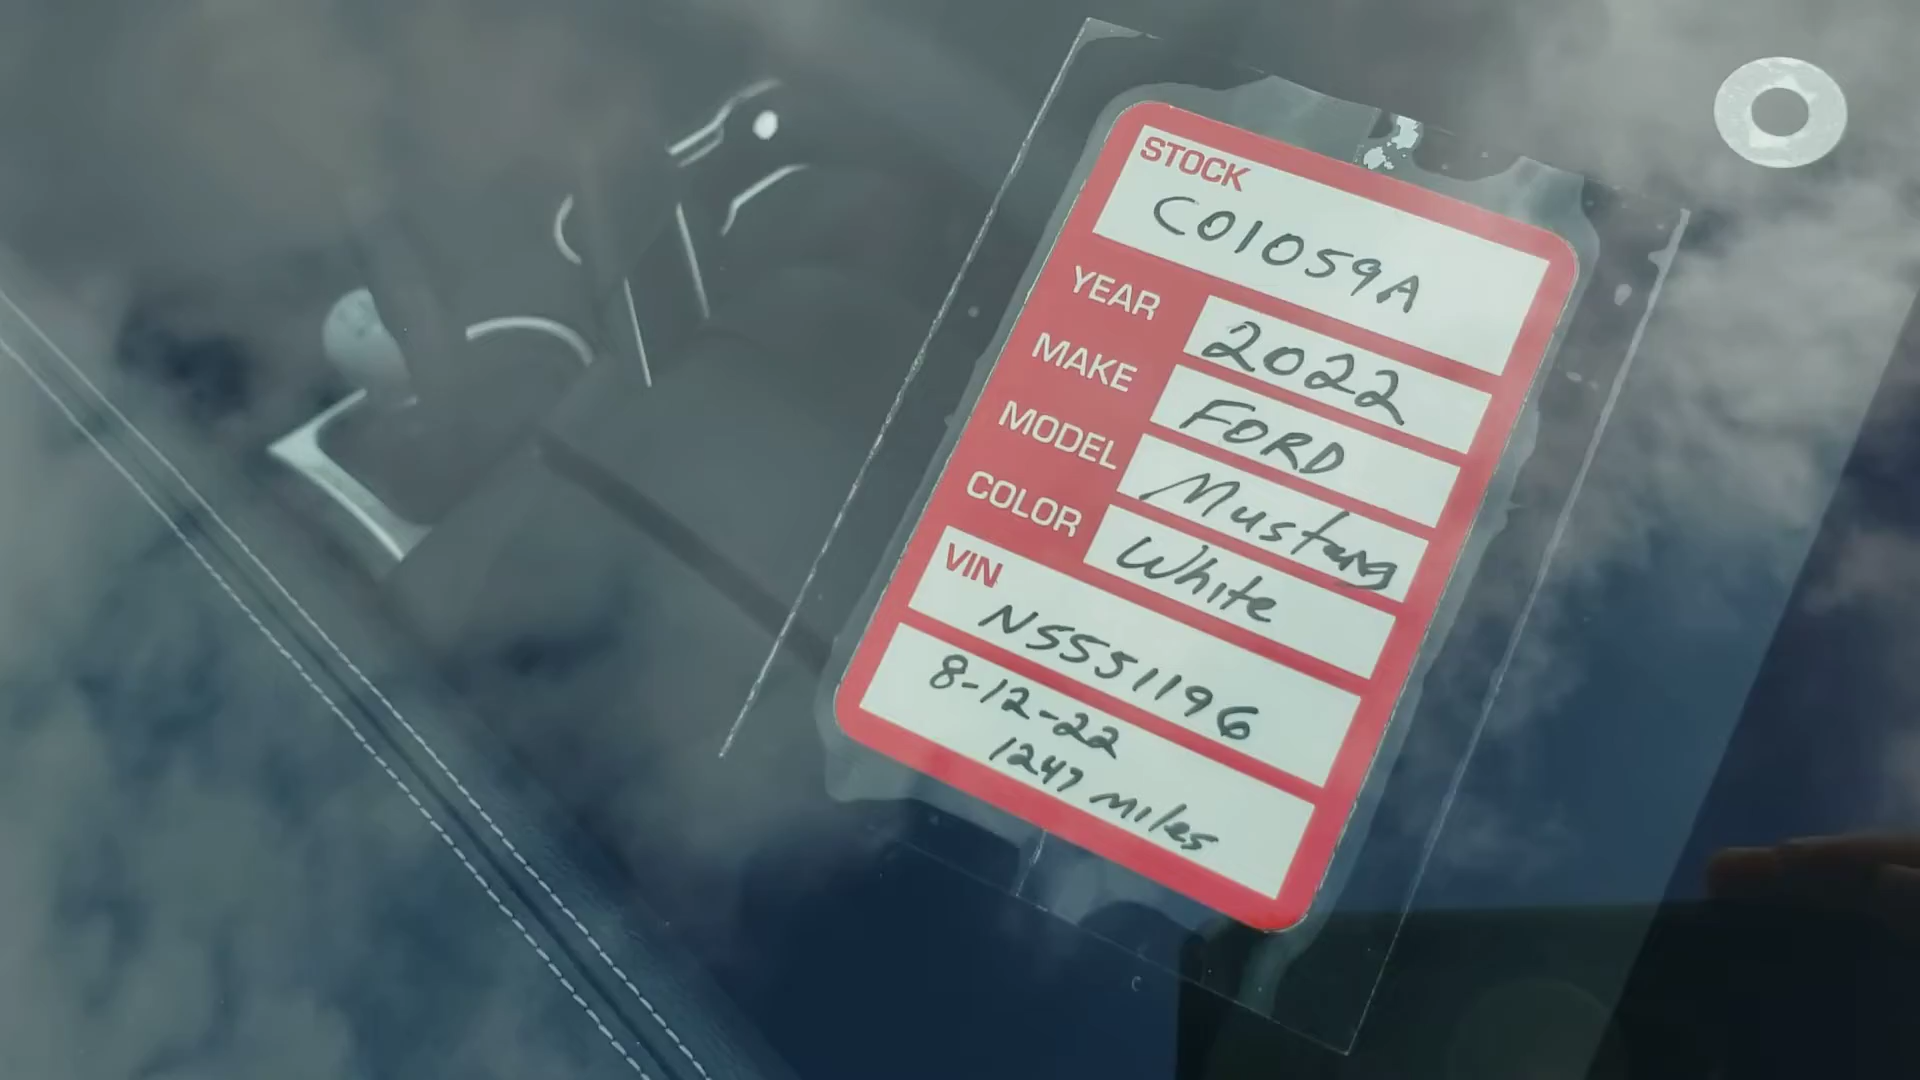 STOCK
C01059A
YEAR 2022
MAKE FORD
MODEL Mustang
COLOR White
VIN
N5551196
8-12-22
1247 miles